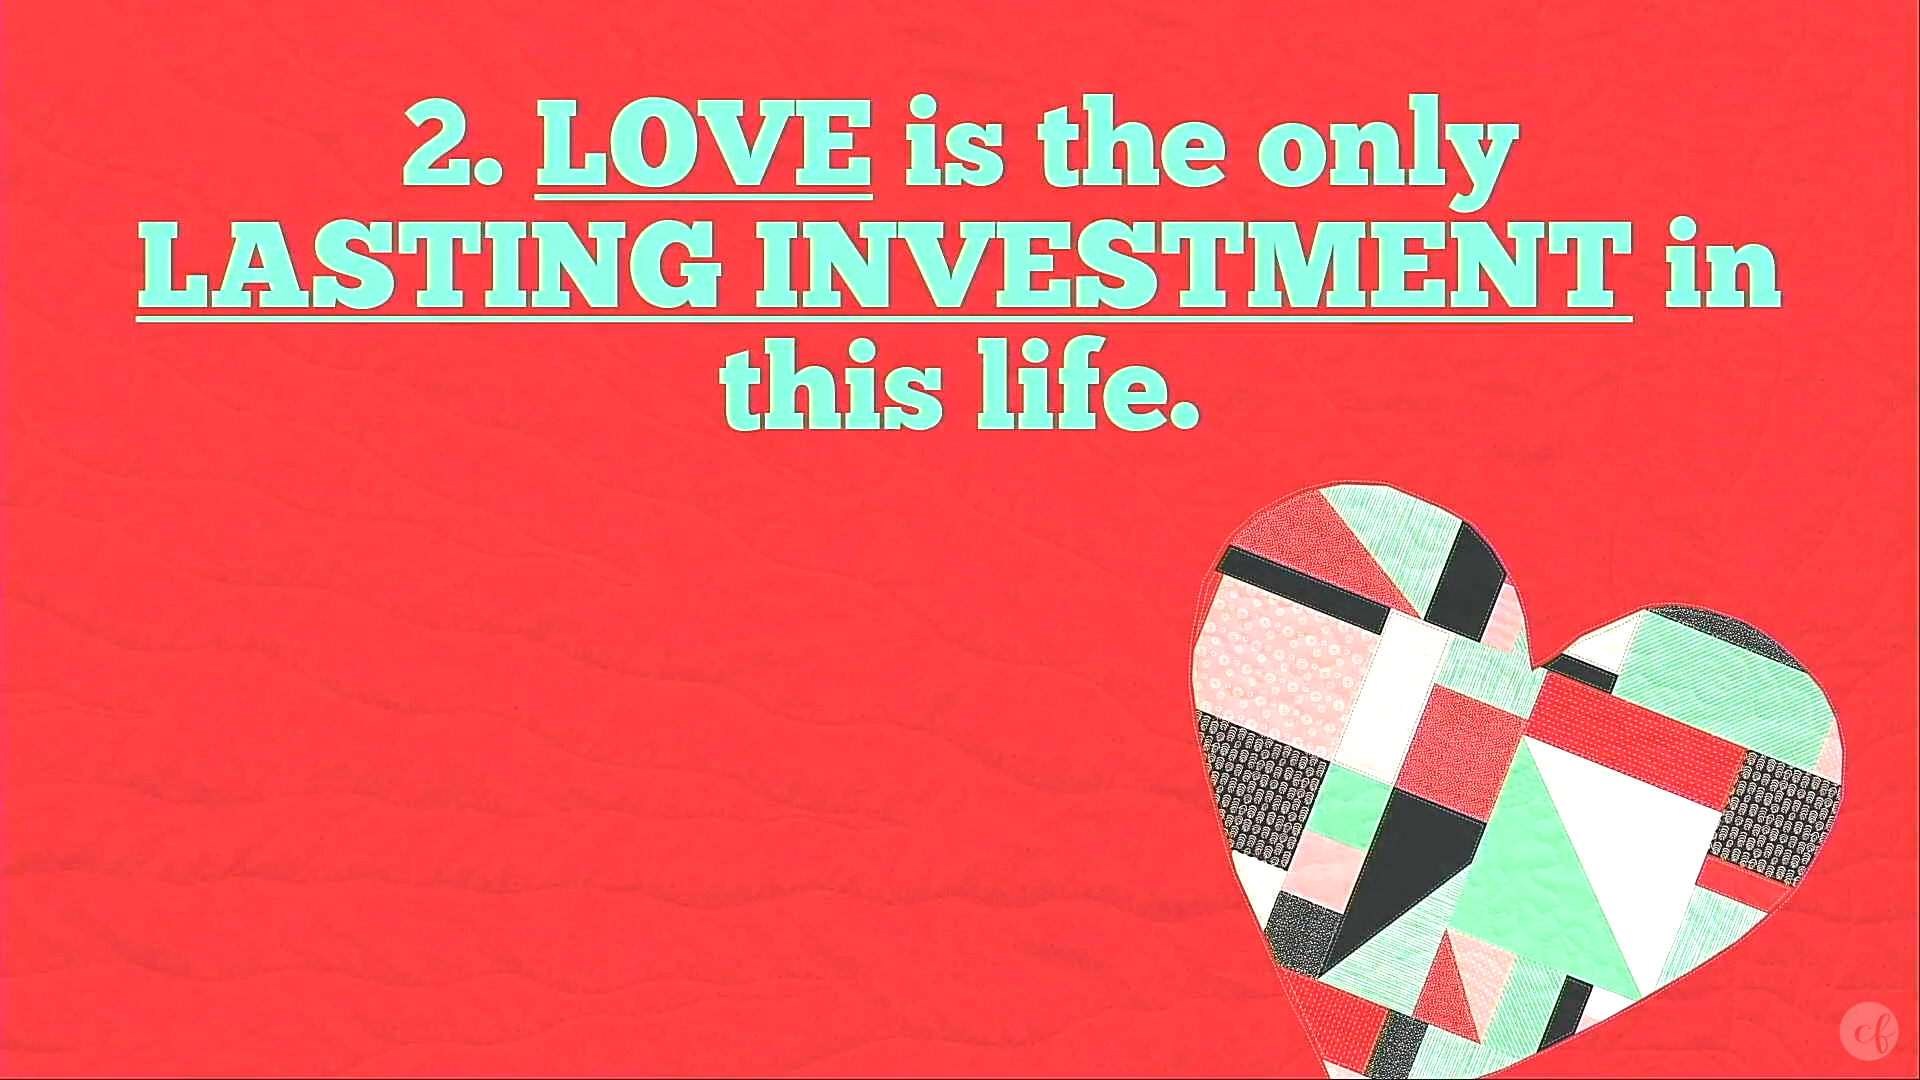 2. LOVE is the only
LASTING INVESTMENT in
this life.
cf